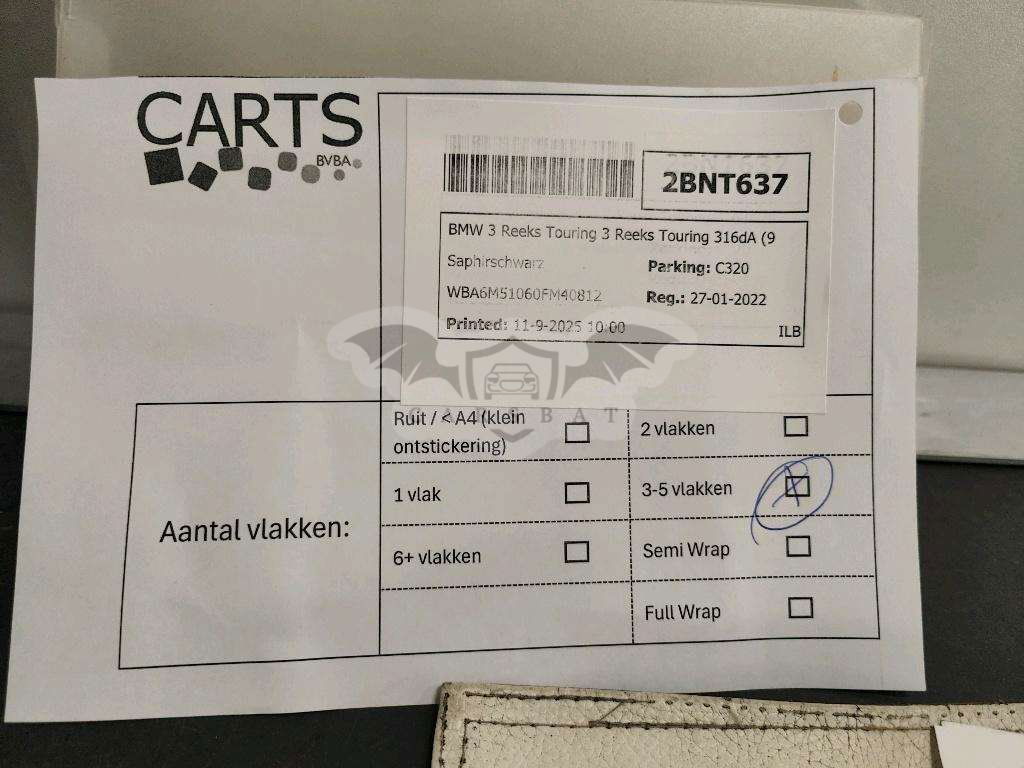 CARTS
BVBA
2BNT637
BMW 3 Reeks Touring 3 Reeks Touring 316dA (9
Saphirschwarz
Parking: C320
WBA6M51060FM40812
Reg.: 27-01-2022
Printed: 11-9-2025 10:00
ILB
CARSBAT
Ruit / < A4 (klein
ontstickering)
2 vlakken
1 vlak
3-5 vlakken
Aantal vlakken:
6+ vlakken
Semi Wrap
Full Wrap